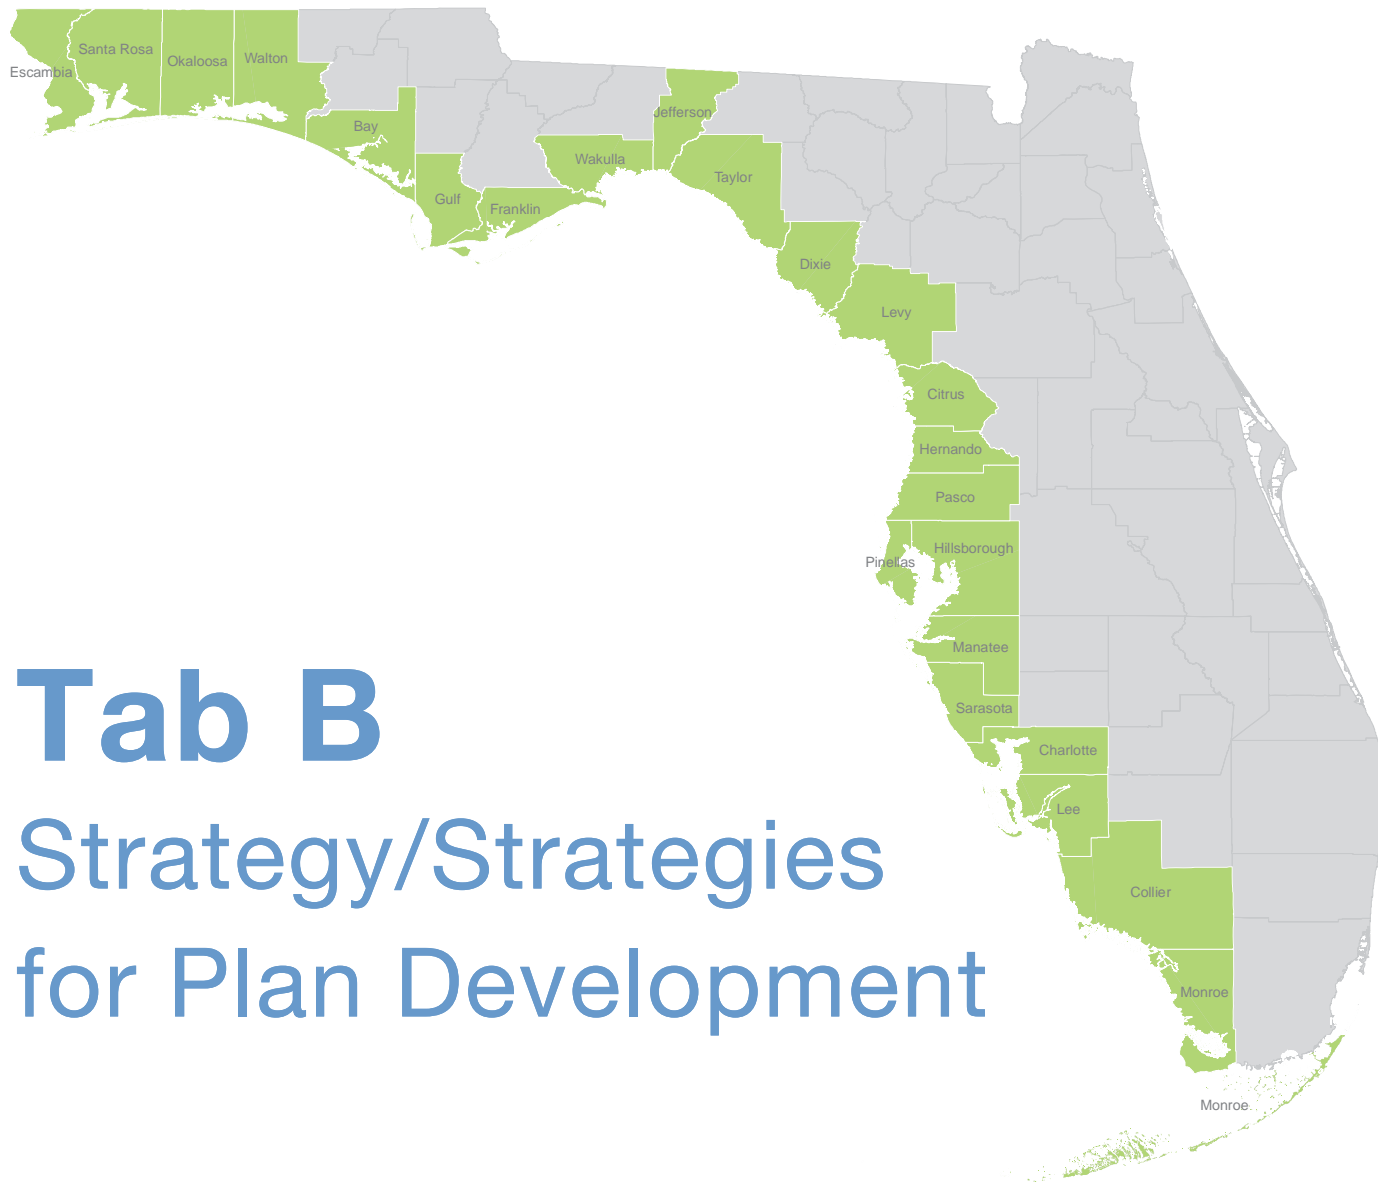 Santa Rosa
Okaloosa
Walton
Escambia
Jefferson
Bay
Wakulla
Taylor
Gulf
Franklin
Dixie
Levy
Citrus
Hernando
Pasco
Hillsborough
Pinellas
Manatee
Sarasota
Charlotte
Lee
Collier
Monroe
Monroe
Tab B
Strategy/Strategies
for Plan Development